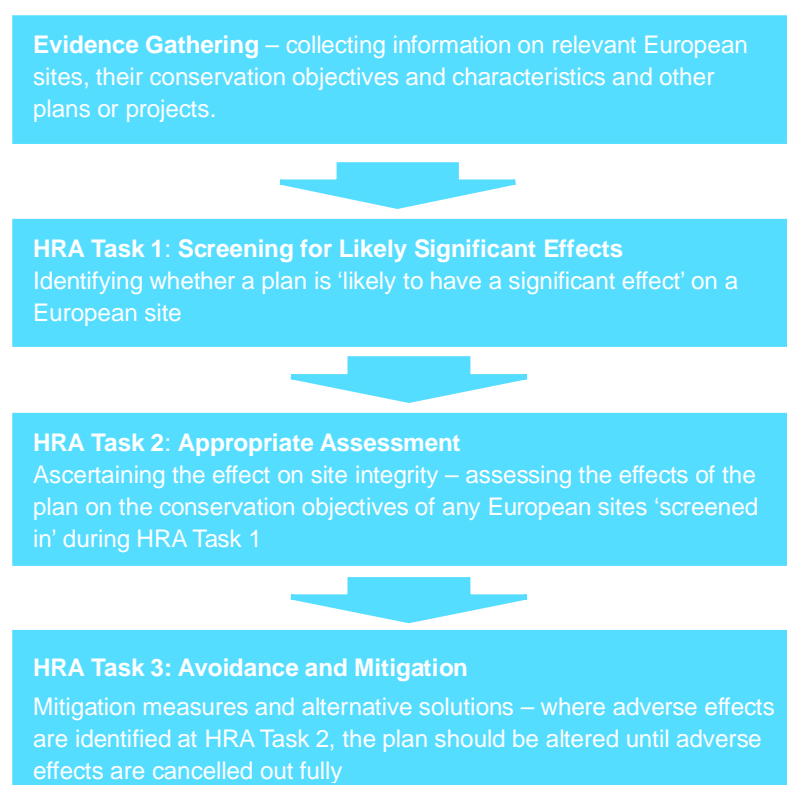 Evidence Gathering – collecting information on relevant European
sites, their conservation objectives and characteristics and other
plans or projects.
HRA Task 1: Screening for Likely Significant Effects
Identifying whether a plan is ‘likely to have a significant effect’ on a
European site
HRA Task 2: Appropriate Assessment
Ascertaining the effect on site integrity – assessing the effects of the
plan on the conservation objectives of any European sites ‘screened
in’ during HRA Task 1
HRA Task 3: Avoidance and Mitigation
Mitigation measures and alternative solutions – where adverse effects
are identified at HRA Task 2, the plan should be altered until adverse
effects are cancelled out fully